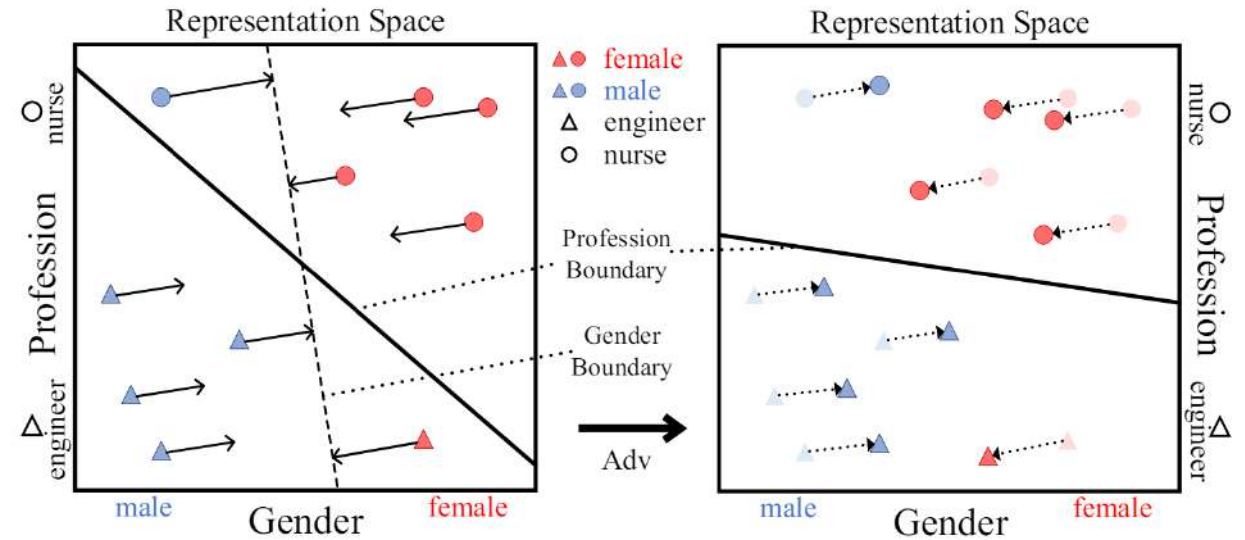 Representation Space
nurse
Profession
engineer
male
Gender
female
female
male
engineer
nurse
Profession
Boundary
Gender
Boundary
Adv
Representation Space
nurse
Profession
engineer
male
Gender
female